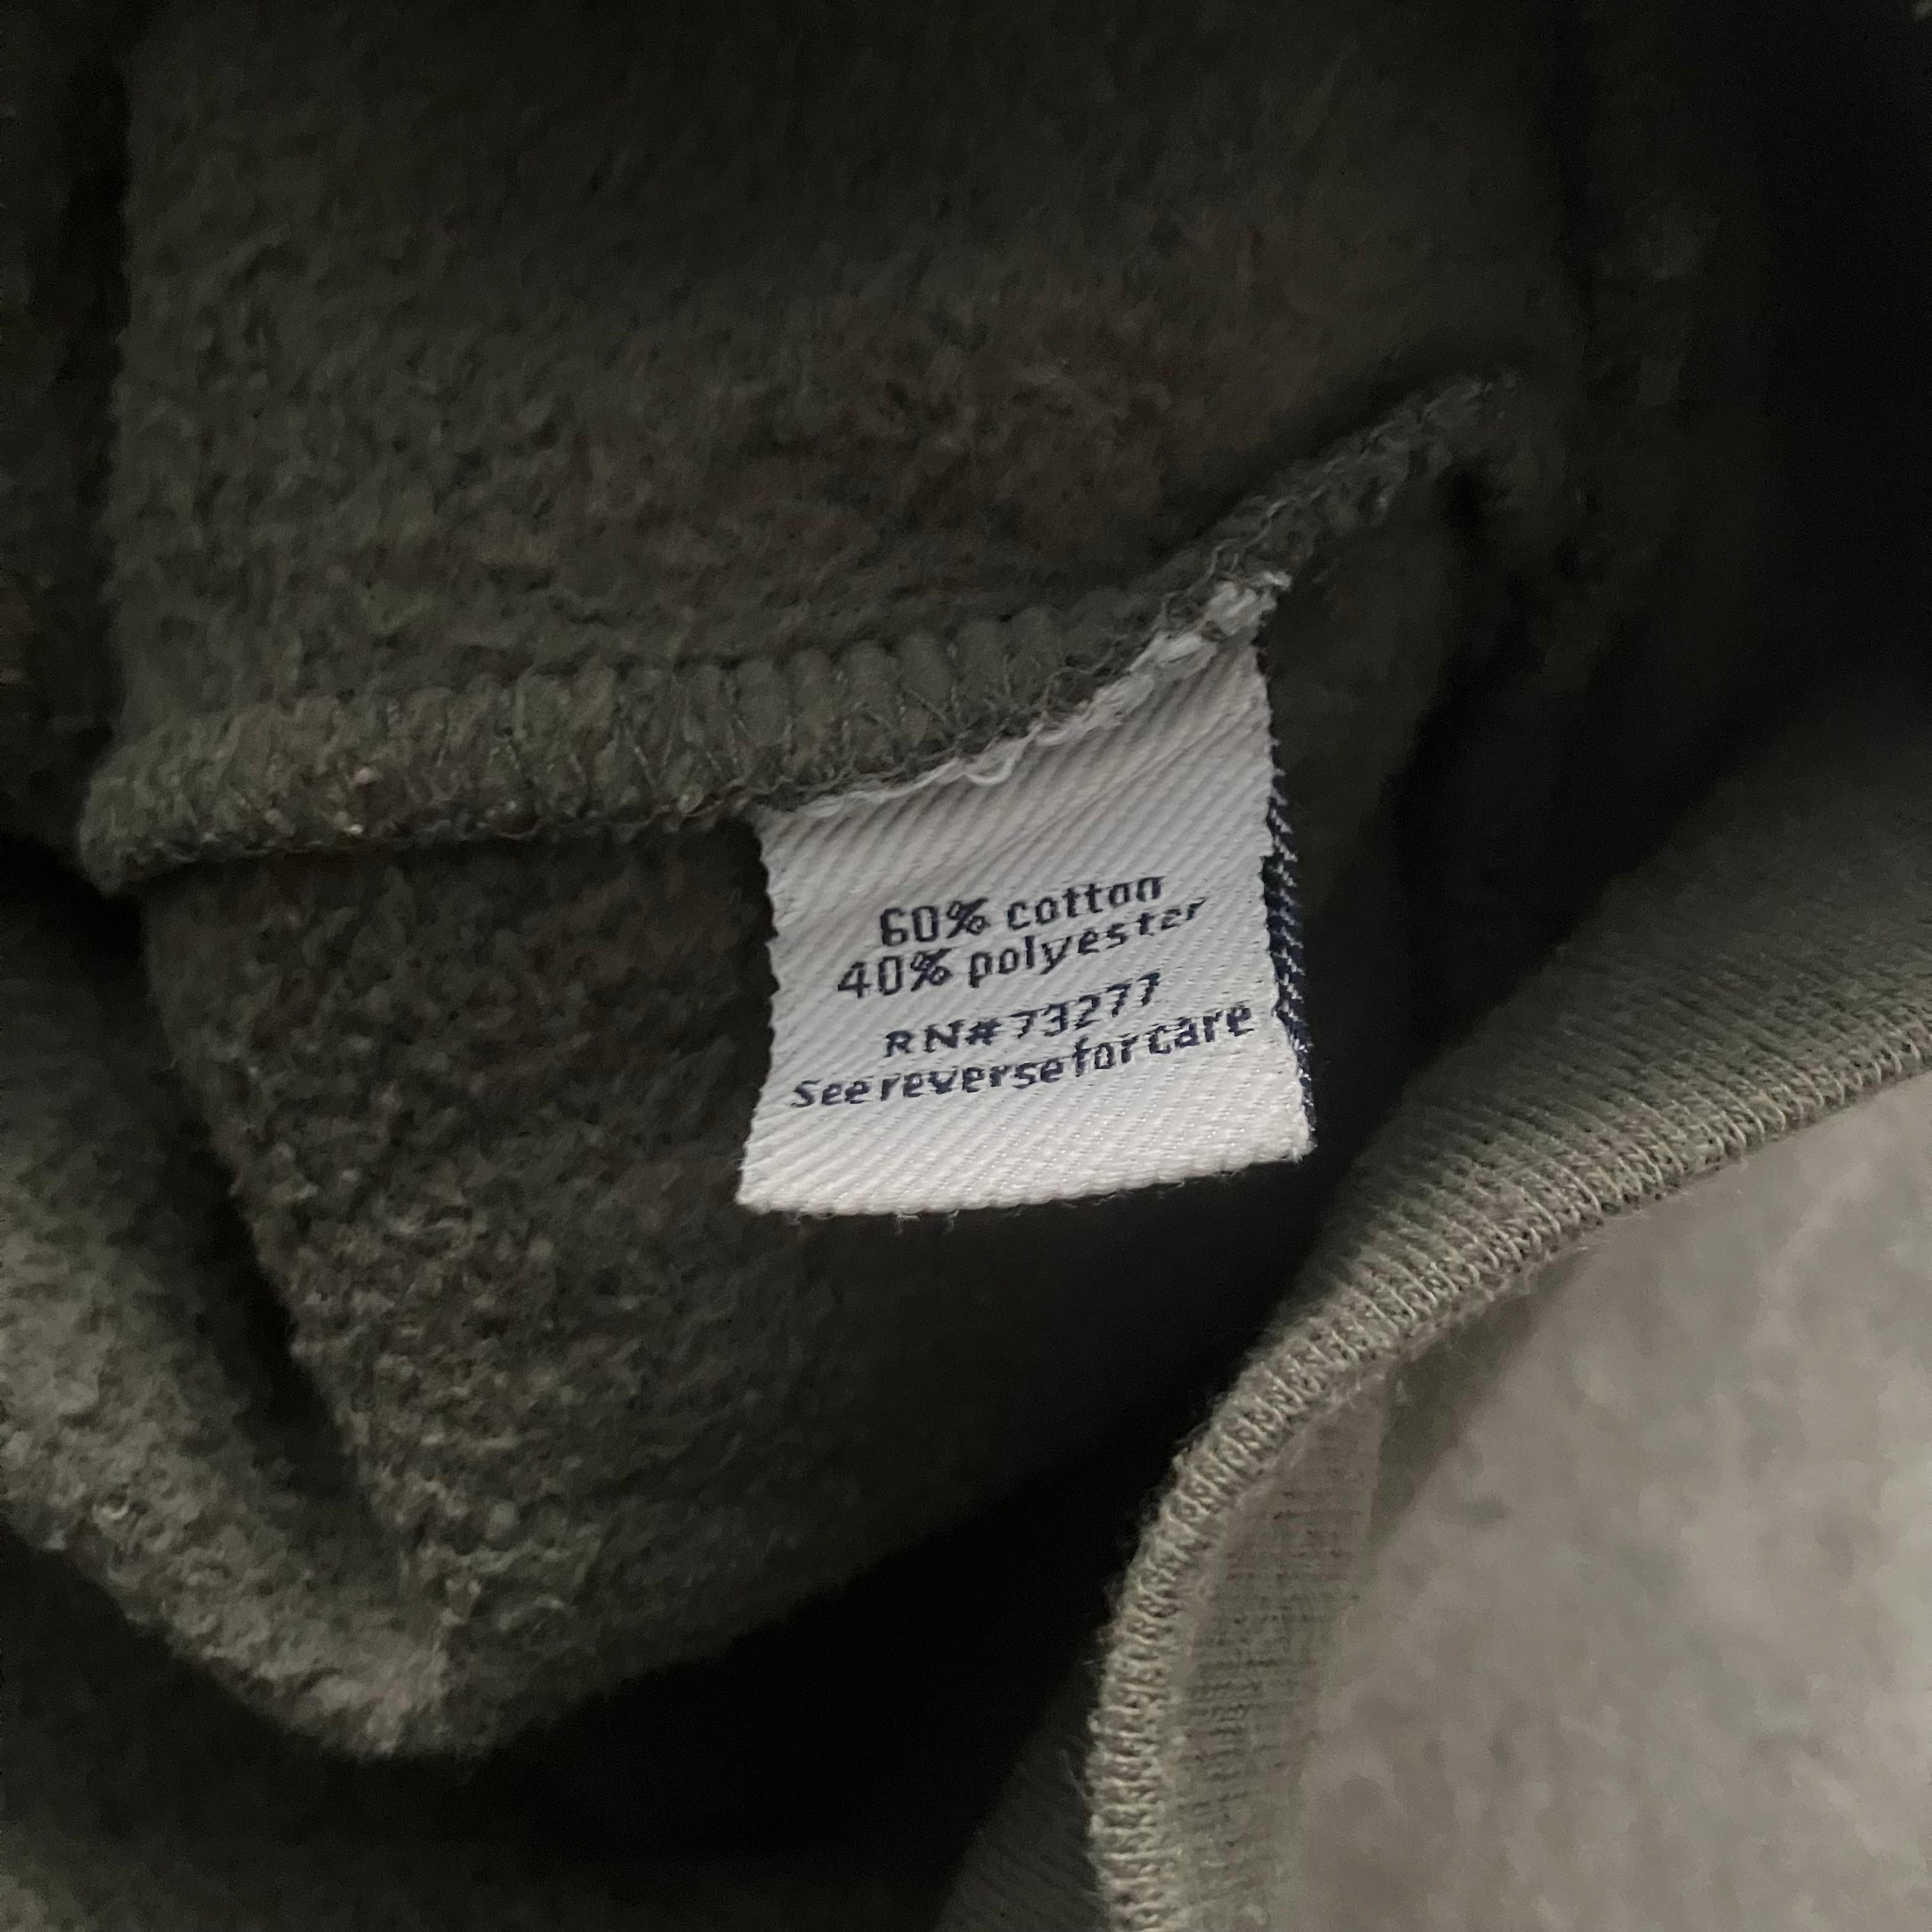 60% cotton
40% polyester
RN#73277
See reverse for care